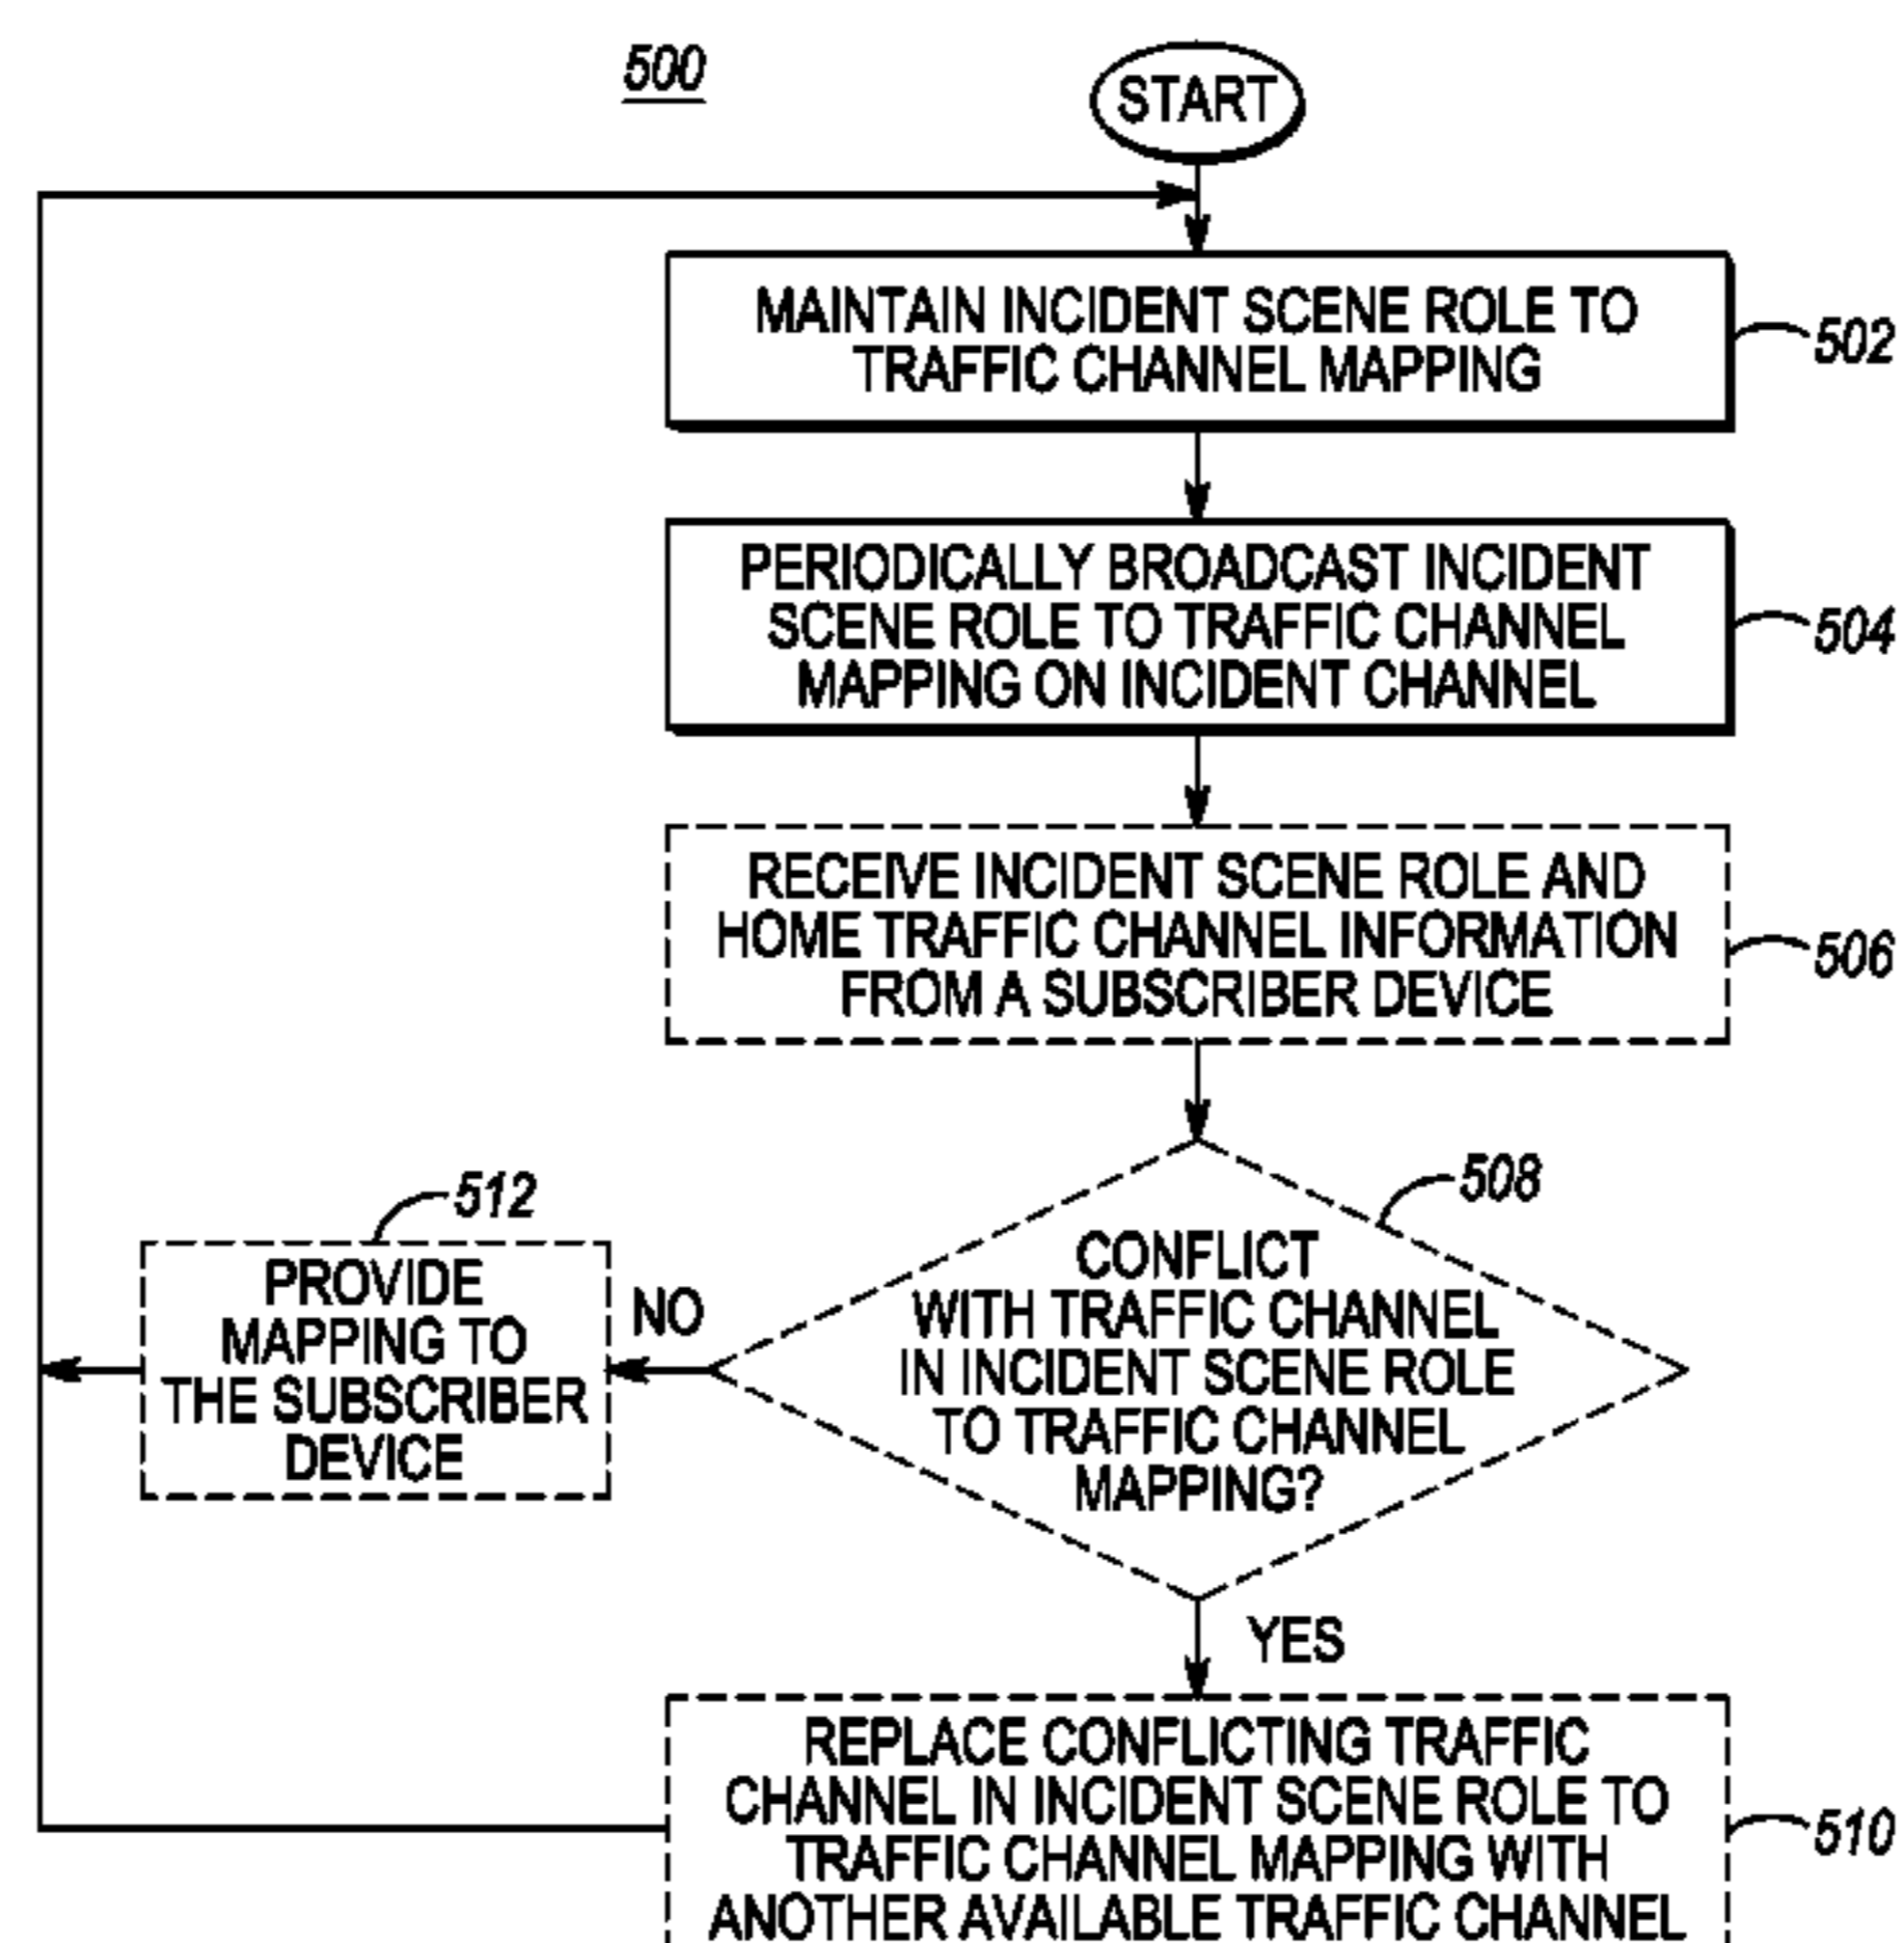 500
START
MAINTAIN INCIDENT SCENE ROLE TO
TRAFFIC CHANNEL MAPPING
502
PERIODICALLY BROADCAST INCIDENT
SCENE ROLE TO TRAFFIC CHANNEL
MAPPING ON INCIDENT CHANNEL
504
RECEIVE INCIDENT SCENE ROLE AND
HOME TRAFFIC CHANNEL INFORMATION
FROM A SUBSCRIBER DEVICE
506
508
CONFLICT
WITH TRAFFIC CHANNEL
IN INCIDENT SCENE ROLE
TO TRAFFIC CHANNEL
MAPPING?
NO
512
PROVIDE
MAPPING TO
THE SUBSCRIBER
DEVICE
YES
REPLACE CONFLICTING TRAFFIC
CHANNEL IN INCIDENT SCENE ROLE TO
TRAFFIC CHANNEL MAPPING WITH
ANOTHER AVAILABLE TRAFFIC CHANNEL
510